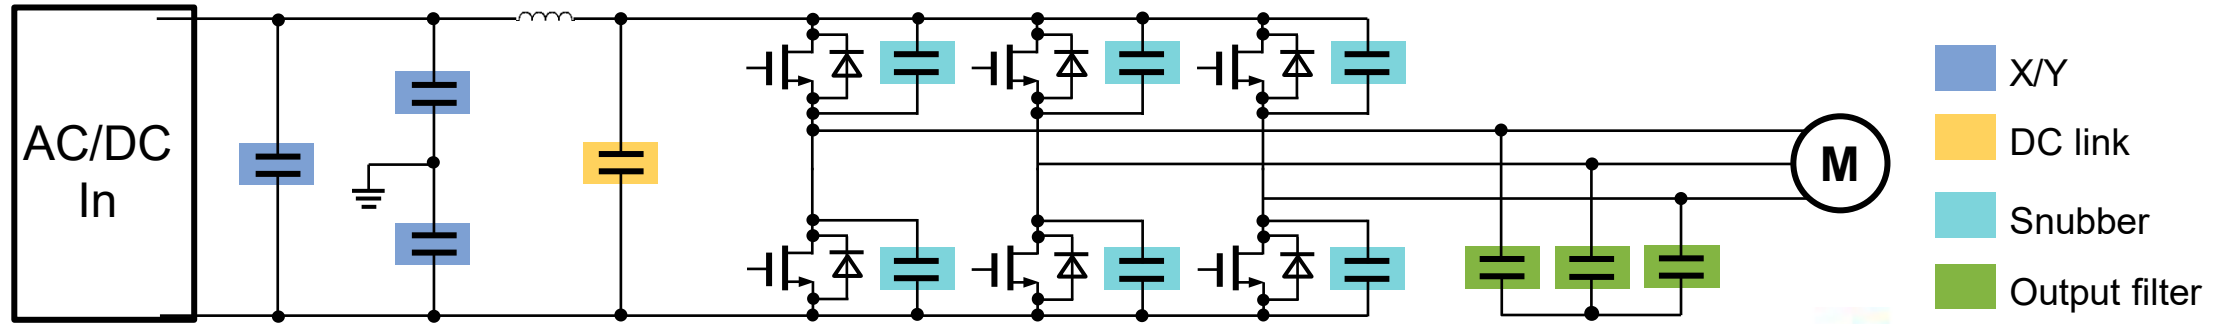 AC/DC
In
M
X/Y
DC link
Snubber
Output filter